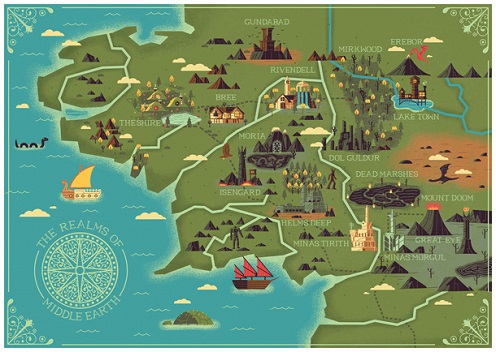 GUNDABAD
EREBOR
MIRKWOOD
RIVENDELL
BREE
THE SHIRE
LAKE TOWN
MORIA
DOL GULDUR
DEAD MARSHES
ISENGARD
MOUNT DOOM
HELMS DEEP
GREAT EYE
MINAS TIRITH
MINAS MORGUL
THE REALMS OF
MIDDLE EARTH